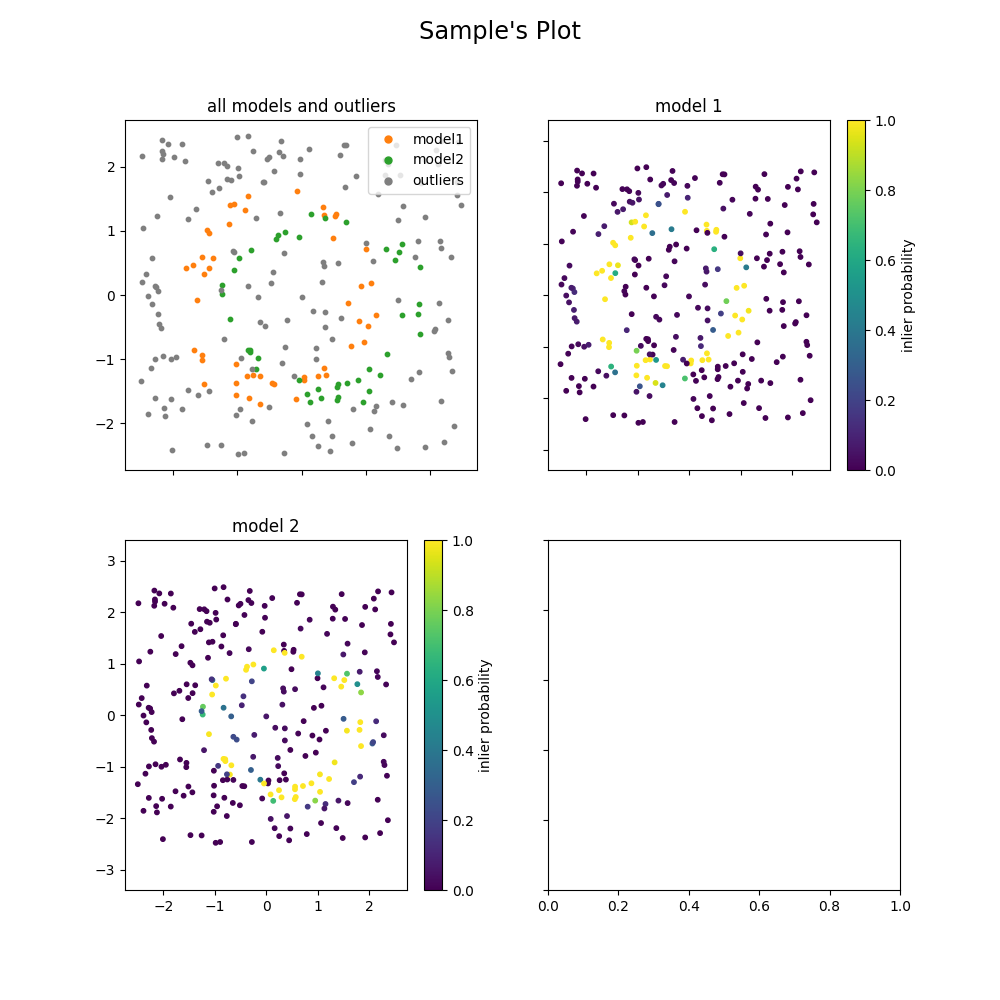 Sample's Plot
all models and outliers
model 1
model1
model2
outliers
2
1
0
−1
−2
1.0
0.8
0.6
0.4
0.2
0.0
inlier probability
model 2
3
2
1
0
−1
−2
−3
−2 −1 0 1 2
1.0
0.8
0.6
0.4
0.2
0.0
inlier probability
0.0 0.2 0.4 0.6 0.8 1.0